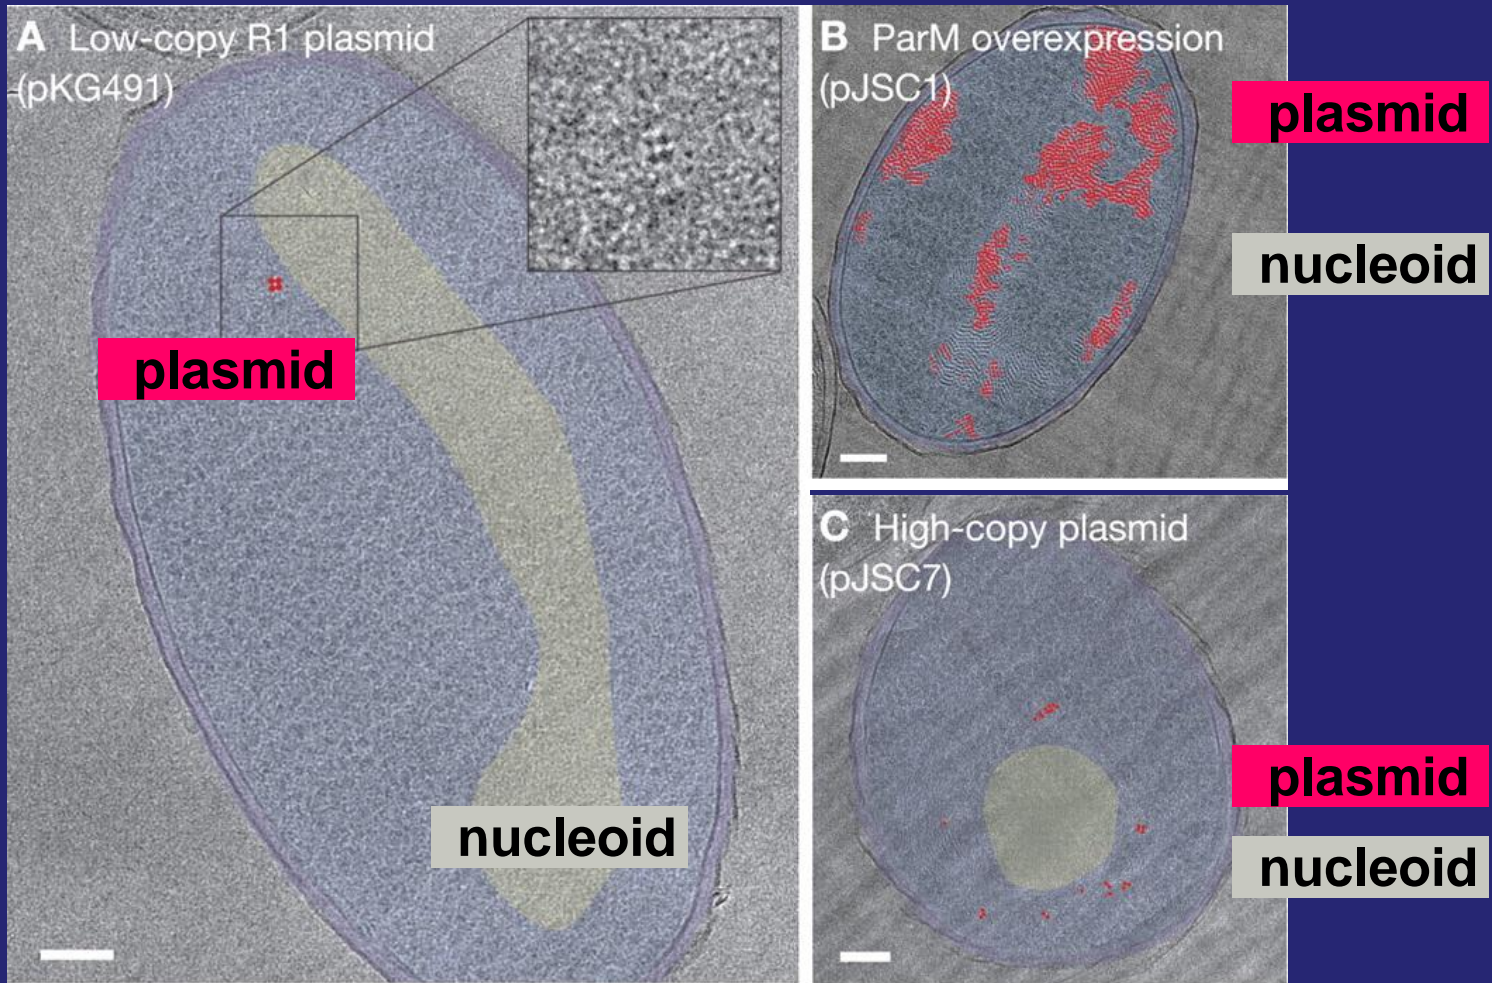 A Low-copy R1 plasmid
(pKG491)
plasmid
nucleoid
B ParM overexpression
(pJSC1)
plasmid
nucleoid
C High-copy plasmid
(pJSC7)
plasmid
nucleoid